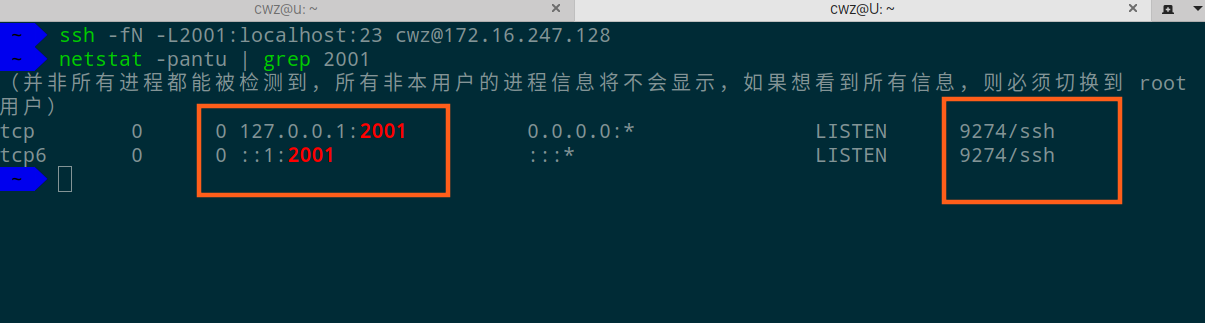 cwz@u: ~ × cwz@U: ~ ×
~ ssh -fN -L2001:localhost:23 cwz@172.16.247.128
~ netstat -pantu | grep 2001
（并非所有进程都能被检测到，所有非本用户的进程信息将不会显示，如果想看到所有信息，则必须切换到 root
用户）
tcp 0 0 127.0.0.1:2001 0.0.0.0:* LISTEN 9274/ssh
tcp6 0 0 ::1:2001 :::* LISTEN 9274/ssh
~